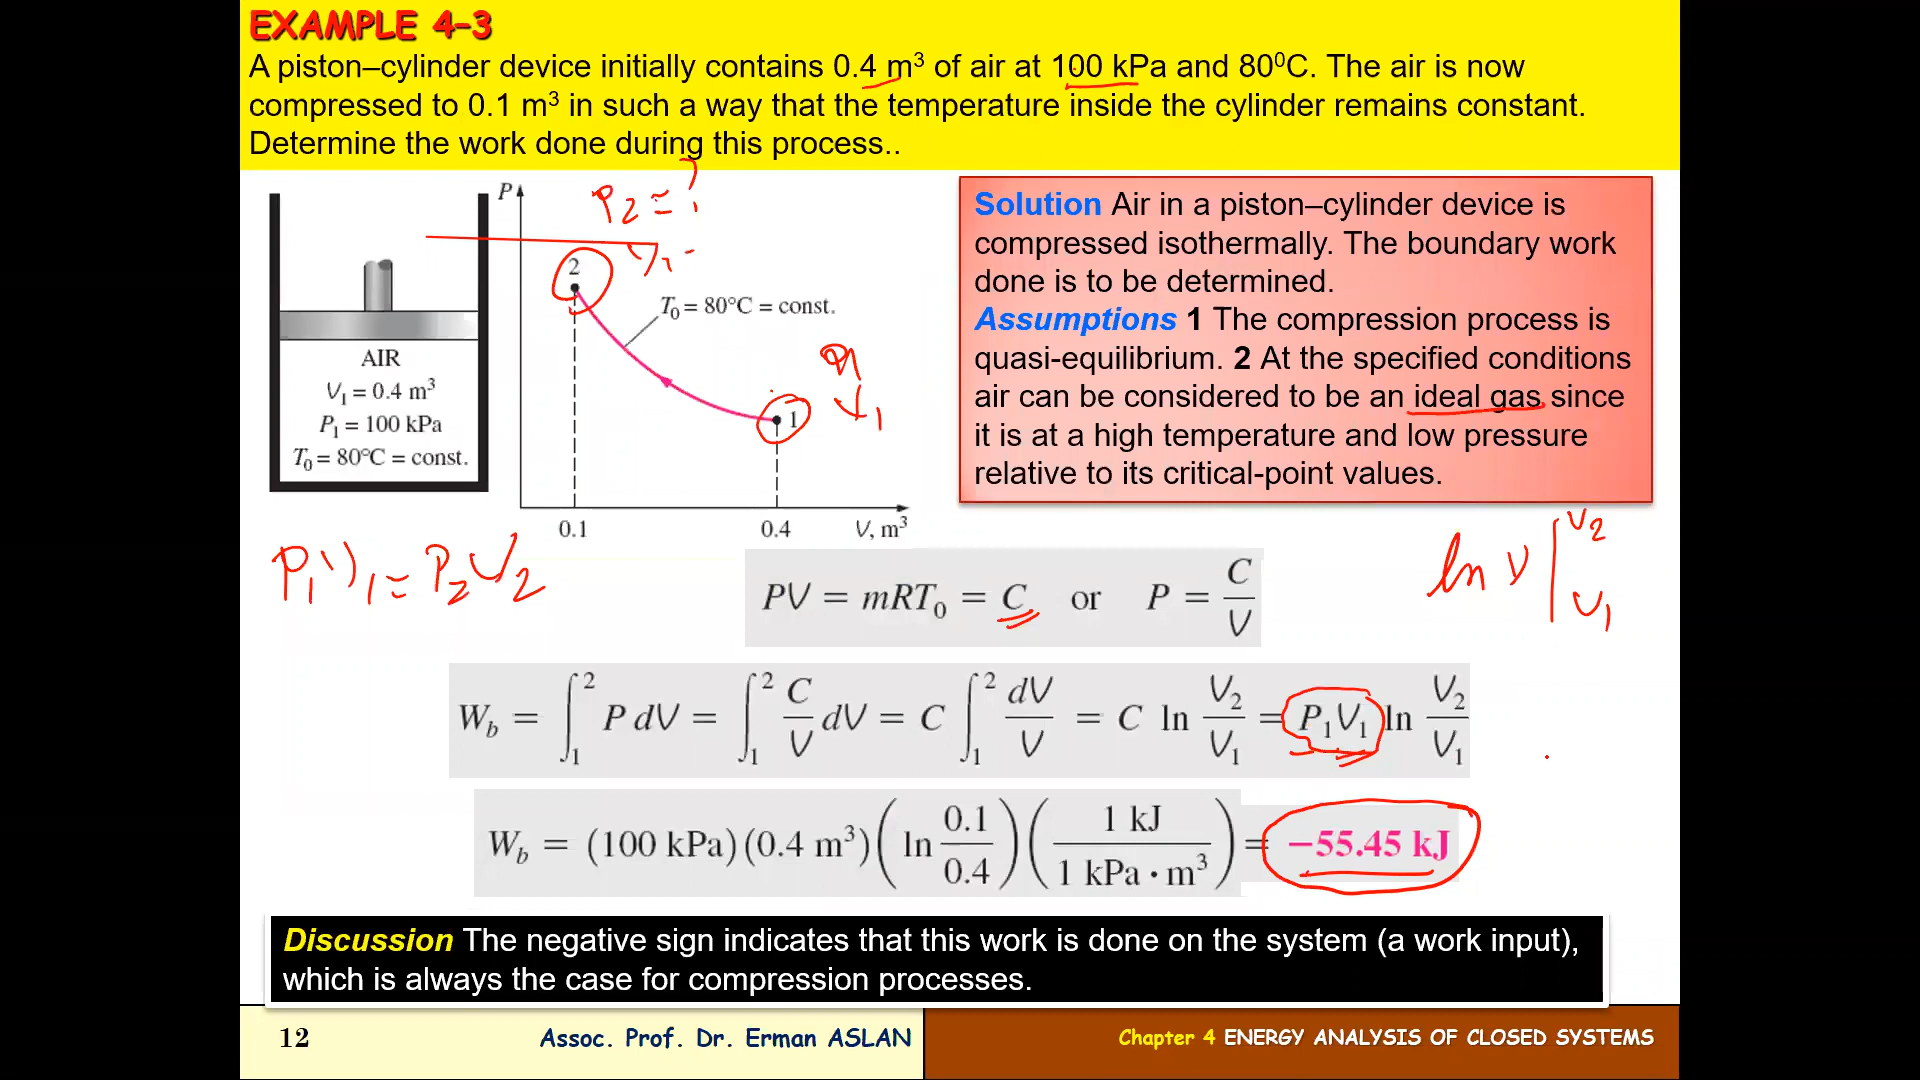 EXAMPLE 4–3
A piston–cylinder device initially contains 0.4 m³ of air at 100 kPa and 80⁰C. The air is now
compressed to 0.1 m³ in such a way that the temperature inside the cylinder remains constant.
Determine the work done during this process..
P
P₂ = ?
2
T₀ = 80°C = const.
V₁
1
0.1
0.4
V, m³
AIR
V₁ = 0.4 m³
P₁ = 100 kPa
T₀ = 80°C = const.
Solution Air in a piston–cylinder device is
compressed isothermally. The boundary work
done is to be determined.
Assumptions 1 The compression process is
quasi-equilibrium. 2 At the specified conditions
air can be considered to be an ideal gas since
it is at a high temperature and low pressure
relative to its critical-point values.
P₁V₁ = P₂V₂
ln V |
V₂
V₁
PV = mRT₀ = C or P = C/V
W_b = ∫₁² P dV = ∫₁² C/V dV = C ∫₁² dV/V = C ln V₂/V₁ = P₁V₁ ln V₂/V₁
W_b = (100 kPa)(0.4 m³)(ln 0.1/0.4)(1 kJ/1 kPa · m³) = −55.45 kJ
Discussion The negative sign indicates that this work is done on the system (a work input),
which is always the case for compression processes.
12
Assoc. Prof. Dr. Erman ASLAN
Chapter 4 ENERGY ANALYSIS OF CLOSED SYSTEMS